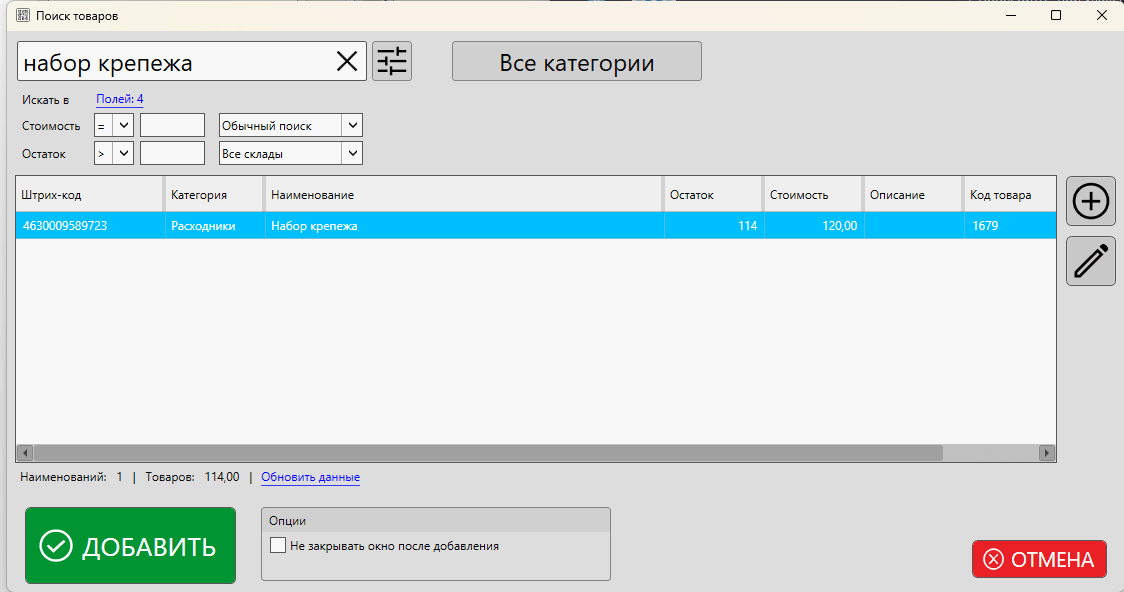 Поиск товаров
набор крепежа
Все категории
Искать в Полей: 4
Стоимость = Обычный поиск
Остаток > Все склады
Штрих-код Категория Наименование Остаток Стоимость Описание Код товара
4630009589723 Расходники Набор крепежа 114 120,00 1679
Наименований: 1 | Товаров: 114,00 | Обновить данные
ДОБАВИТЬ
Опции
Не закрывать окно после добавления
ОТМЕНА